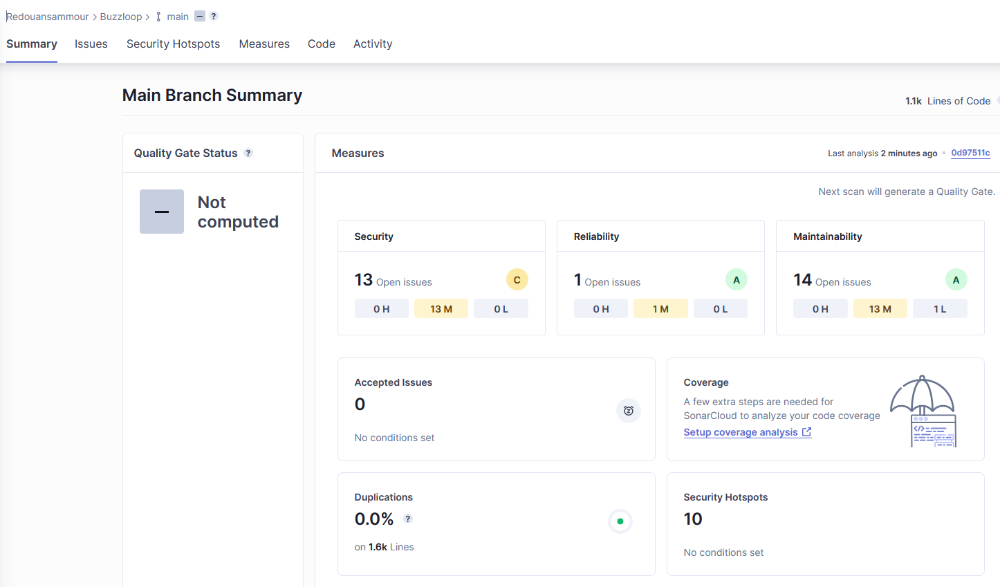 Redouansammour > Buzzloop > main – ?
Summary Issues Security Hotspots Measures Code Activity
Main Branch Summary
1.1k Lines of Code
Quality Gate Status ?
– Not
computed
Measures
Last analysis 2 minutes ago • 0d97511c
Next scan will generate a Quality Gate.
Security
13 Open issues C
0 H 13 M 0 L
Reliability
1 Open issues A
0 H 1 M 0 L
Maintainability
14 Open issues A
0 H 13 M 1 L
Accepted Issues
0
No conditions set
Coverage
A few extra steps are needed for
SonarCloud to analyze your code coverage
Setup coverage analysis
Duplications
0.0% ?
on 1.6k Lines
Security Hotspots
10
No conditions set